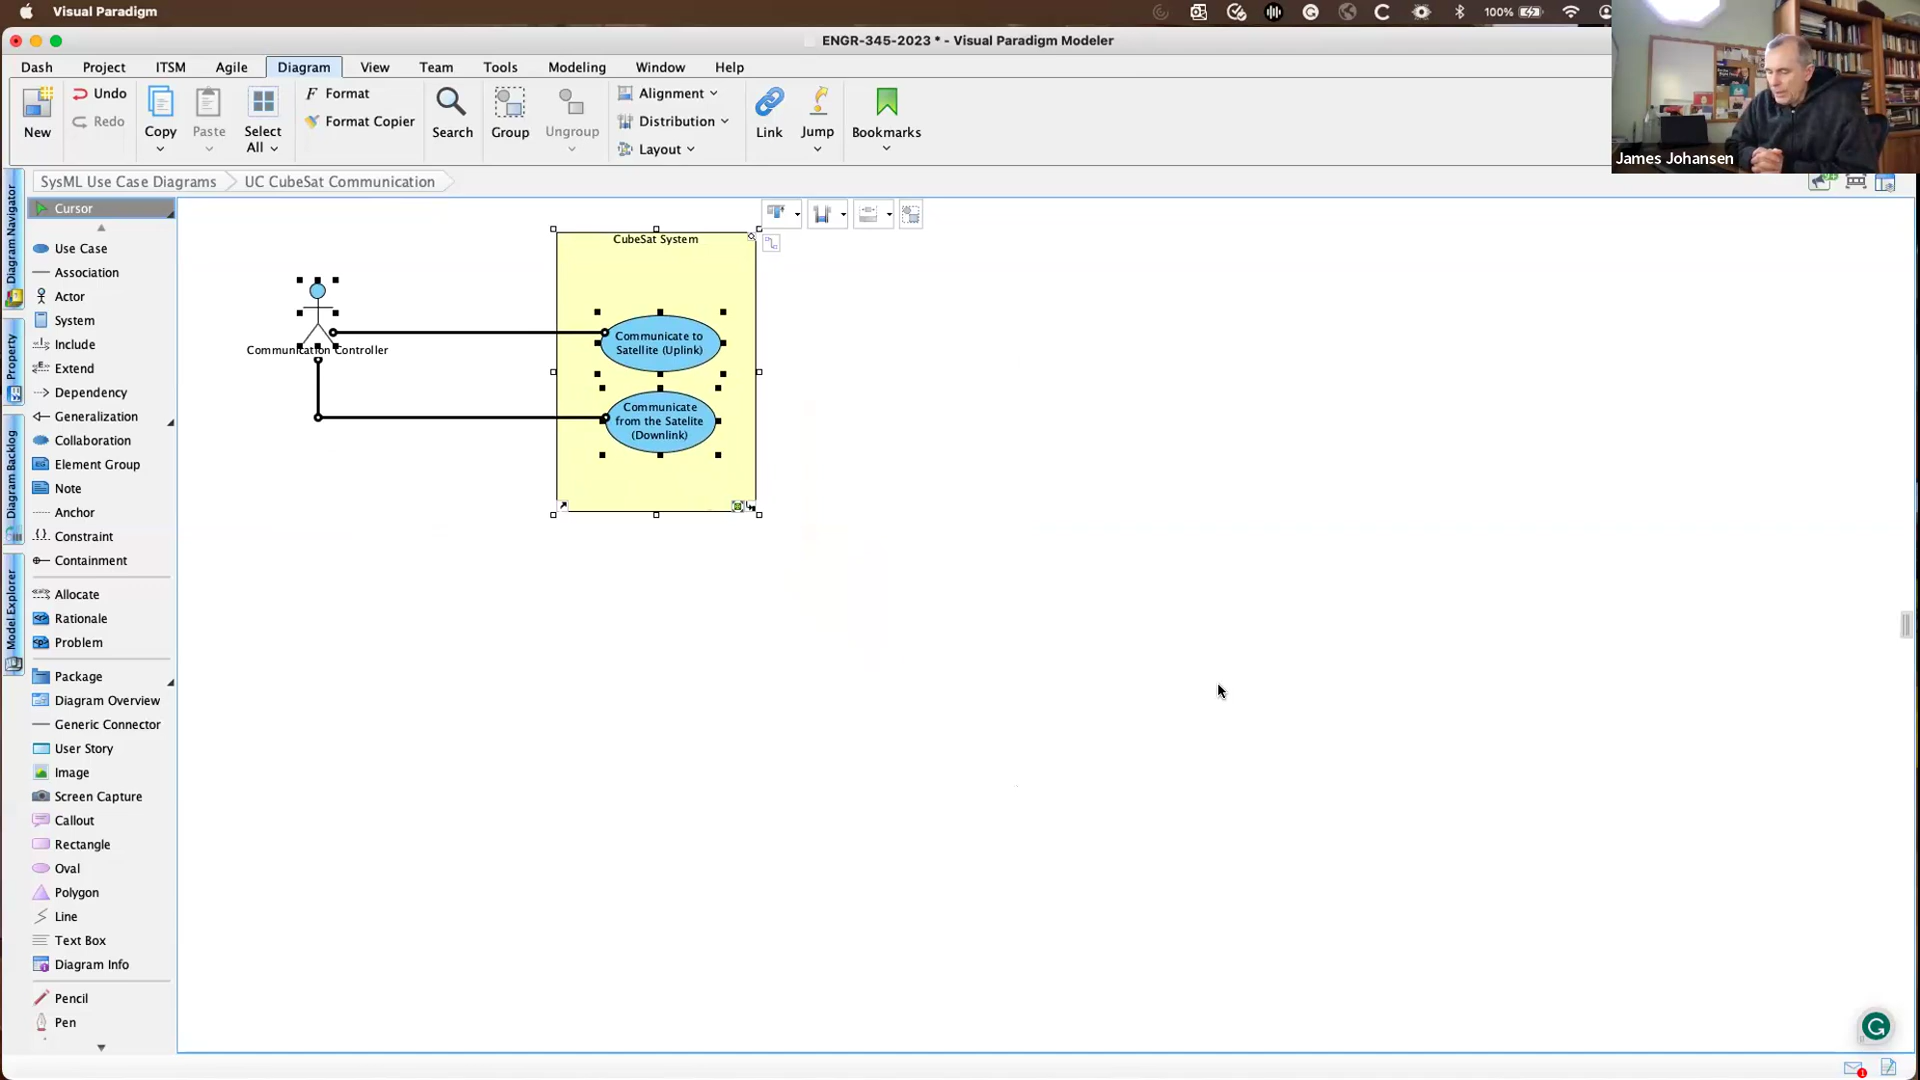 Visual Paradigm
100%
ENGR-345-2023 * - Visual Paradigm Modeler
Dash Project ITSM Agile Diagram View Team Tools Modeling Window Help
New
Undo
Redo
Copy
Paste
Select
All
Format
Format Copier
Search
Group
Ungroup
Alignment
Distribution
Layout
Link
Jump
Bookmarks
James Johansen
SysML Use Case Diagrams
UC CubeSat Communication
Diagram Navigator
Property
Diagram Backlog
Model Explorer
Cursor
Use Case
Association
Actor
System
Include
Extend
Dependency
Generalization
Collaboration
Element Group
Note
Anchor
Constraint
Containment
Allocate
Rationale
Problem
Package
Diagram Overview
Generic Connector
User Story
Image
Screen Capture
Callout
Rectangle
Oval
Polygon
Line
Text Box
Diagram Info
Pencil
Pen
CubeSat System
Communication Controller
Communicate to
Satellite (Uplink)
Communicate
from the Satelite
(Downlink)